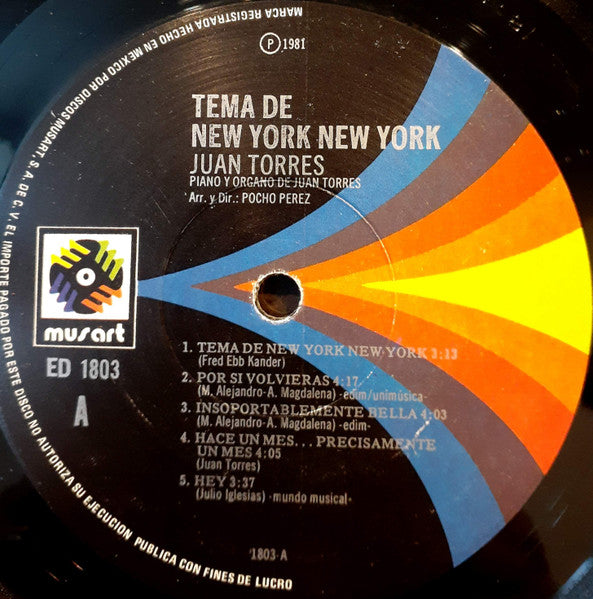 MARCA REGISTRADA HECHO EN MEXICO POR DISCOS MUSART, S.A. DE C.V. EL IMPORTE PAGADO POR ESTE DISCO NO AUTORIZA SU EJECUCION PUBLICA CON FINES DE LUCRO
Ⓟ 1981
TEMA DE
NEW YORK NEW YORK
JUAN TORRES
PIANO Y ORGANO DE JUAN TORRES
Arr. y Dir.: POCHO PEREZ
musart
ED 1803
A
1. TEMA DE NEW YORK NEW YORK 3:13
(Fred Ebb Kander)
2. POR SI VOLVIERAS 4:17
(M. Alejandro-A. Magdalena) -edim/unimúsica-
3. INSOPORTABLEMENTE BELLA 4:03
(M. Alejandro-A. Magdalena) -edim-
4. HACE UN MES... PRECISAMENTE
UN MES 4:05
(Juan Torres)
5. HEY 3:37
(Julio Iglesias) -mundo musical-
1803-A